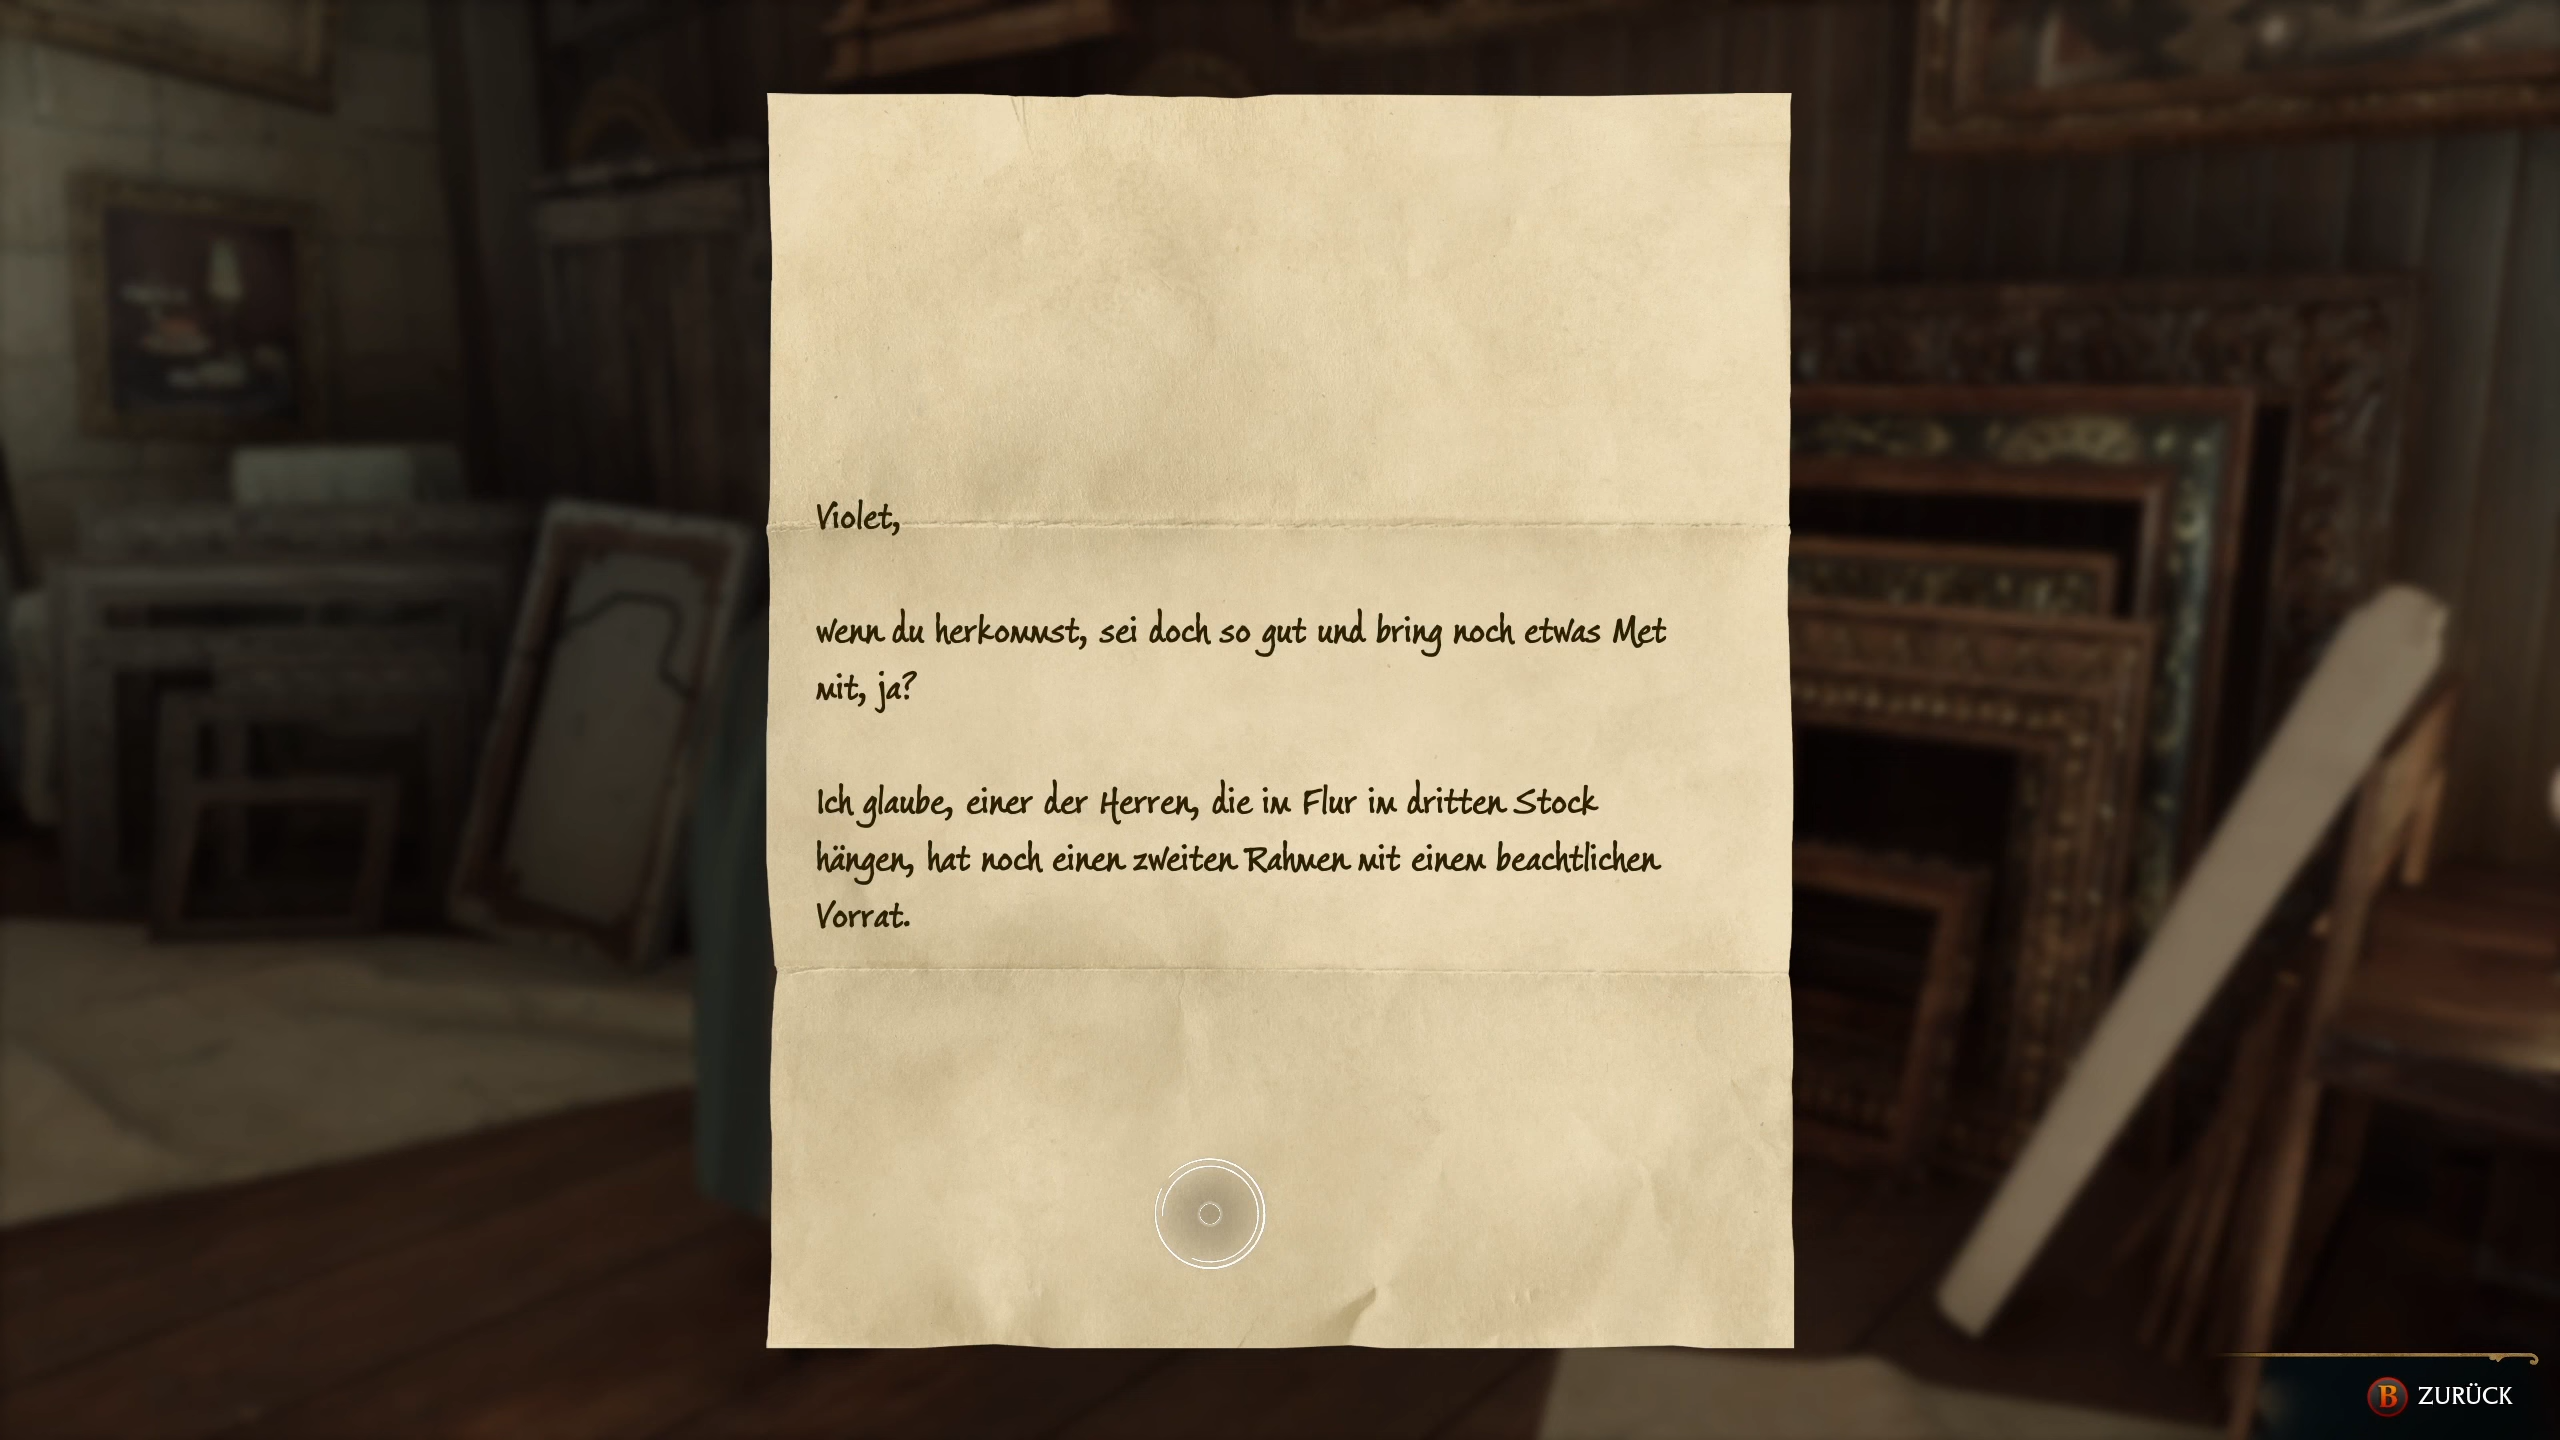 Violet,
wenn du herkommst, sei doch so gut und bring noch etwas Met
mit, ja?
Ich glaube, einer der Herren, die im Flur im dritten Stock
hängen, hat noch einen zweiten Rahmen mit einem beachtlichen
Vorrat.
B ZURÜCK